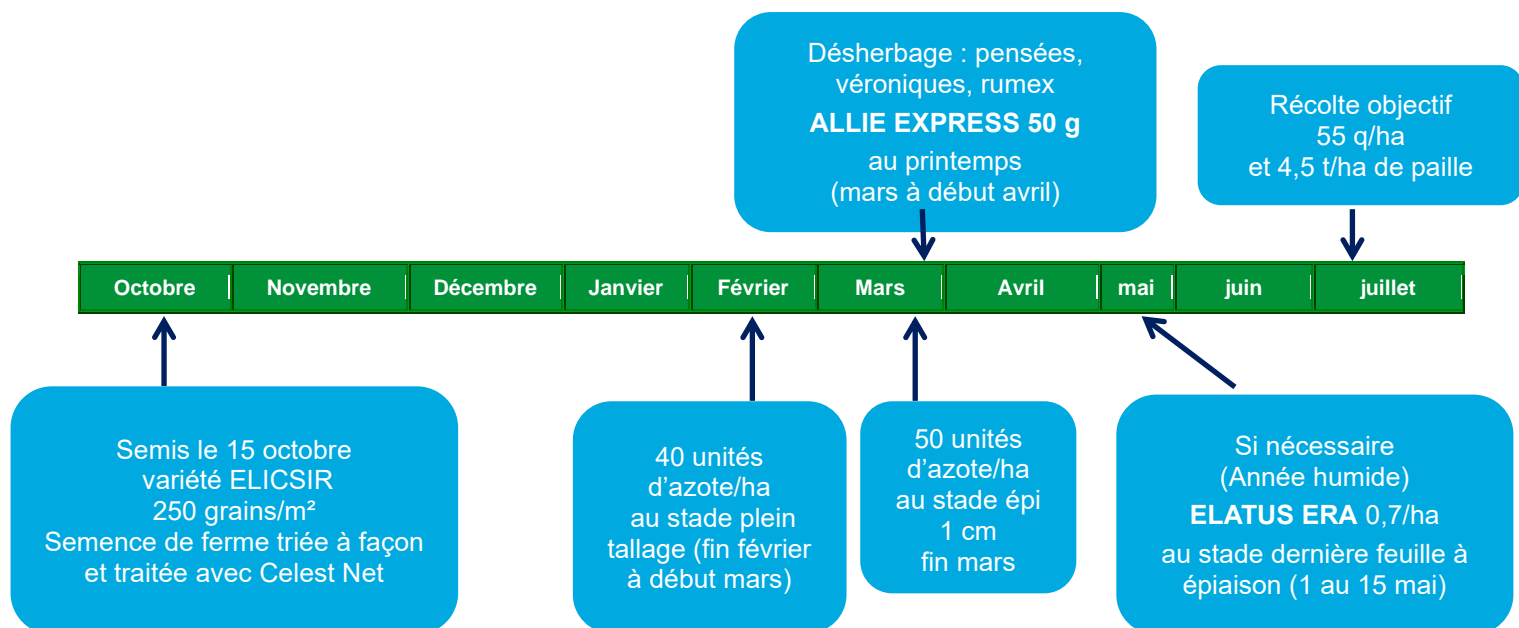 Désherbage : pensées,
véroniques, rumex
ALLIE EXPRESS 50 g
au printemps
(mars à début avril)
Récolte objectif
55 q/ha
et 4,5 t/ha de paille
Octobre Novembre Décembre Janvier Février Mars Avril mai juin juillet
Semis le 15 octobre
variété ELICSIR
250 grains/m²
Semence de ferme triée à façon
et traitée avec Celest Net
40 unités
d'azote/ha
au stade plein
tallage (fin février
à début mars)
50 unités
d'azote/ha
au stade épi
1 cm
fin mars
Si nécessaire
(Année humide)
ELATUS ERA 0,7/ha
au stade dernière feuille à
épiaison (1 au 15 mai)